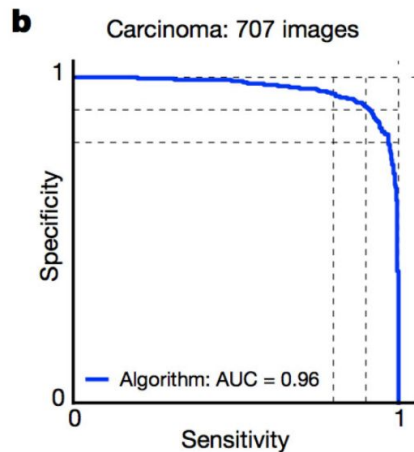 b
Carcinoma: 707 images
1
Specificity
Algorithm: AUC = 0.96
0
0
1
Sensitivity